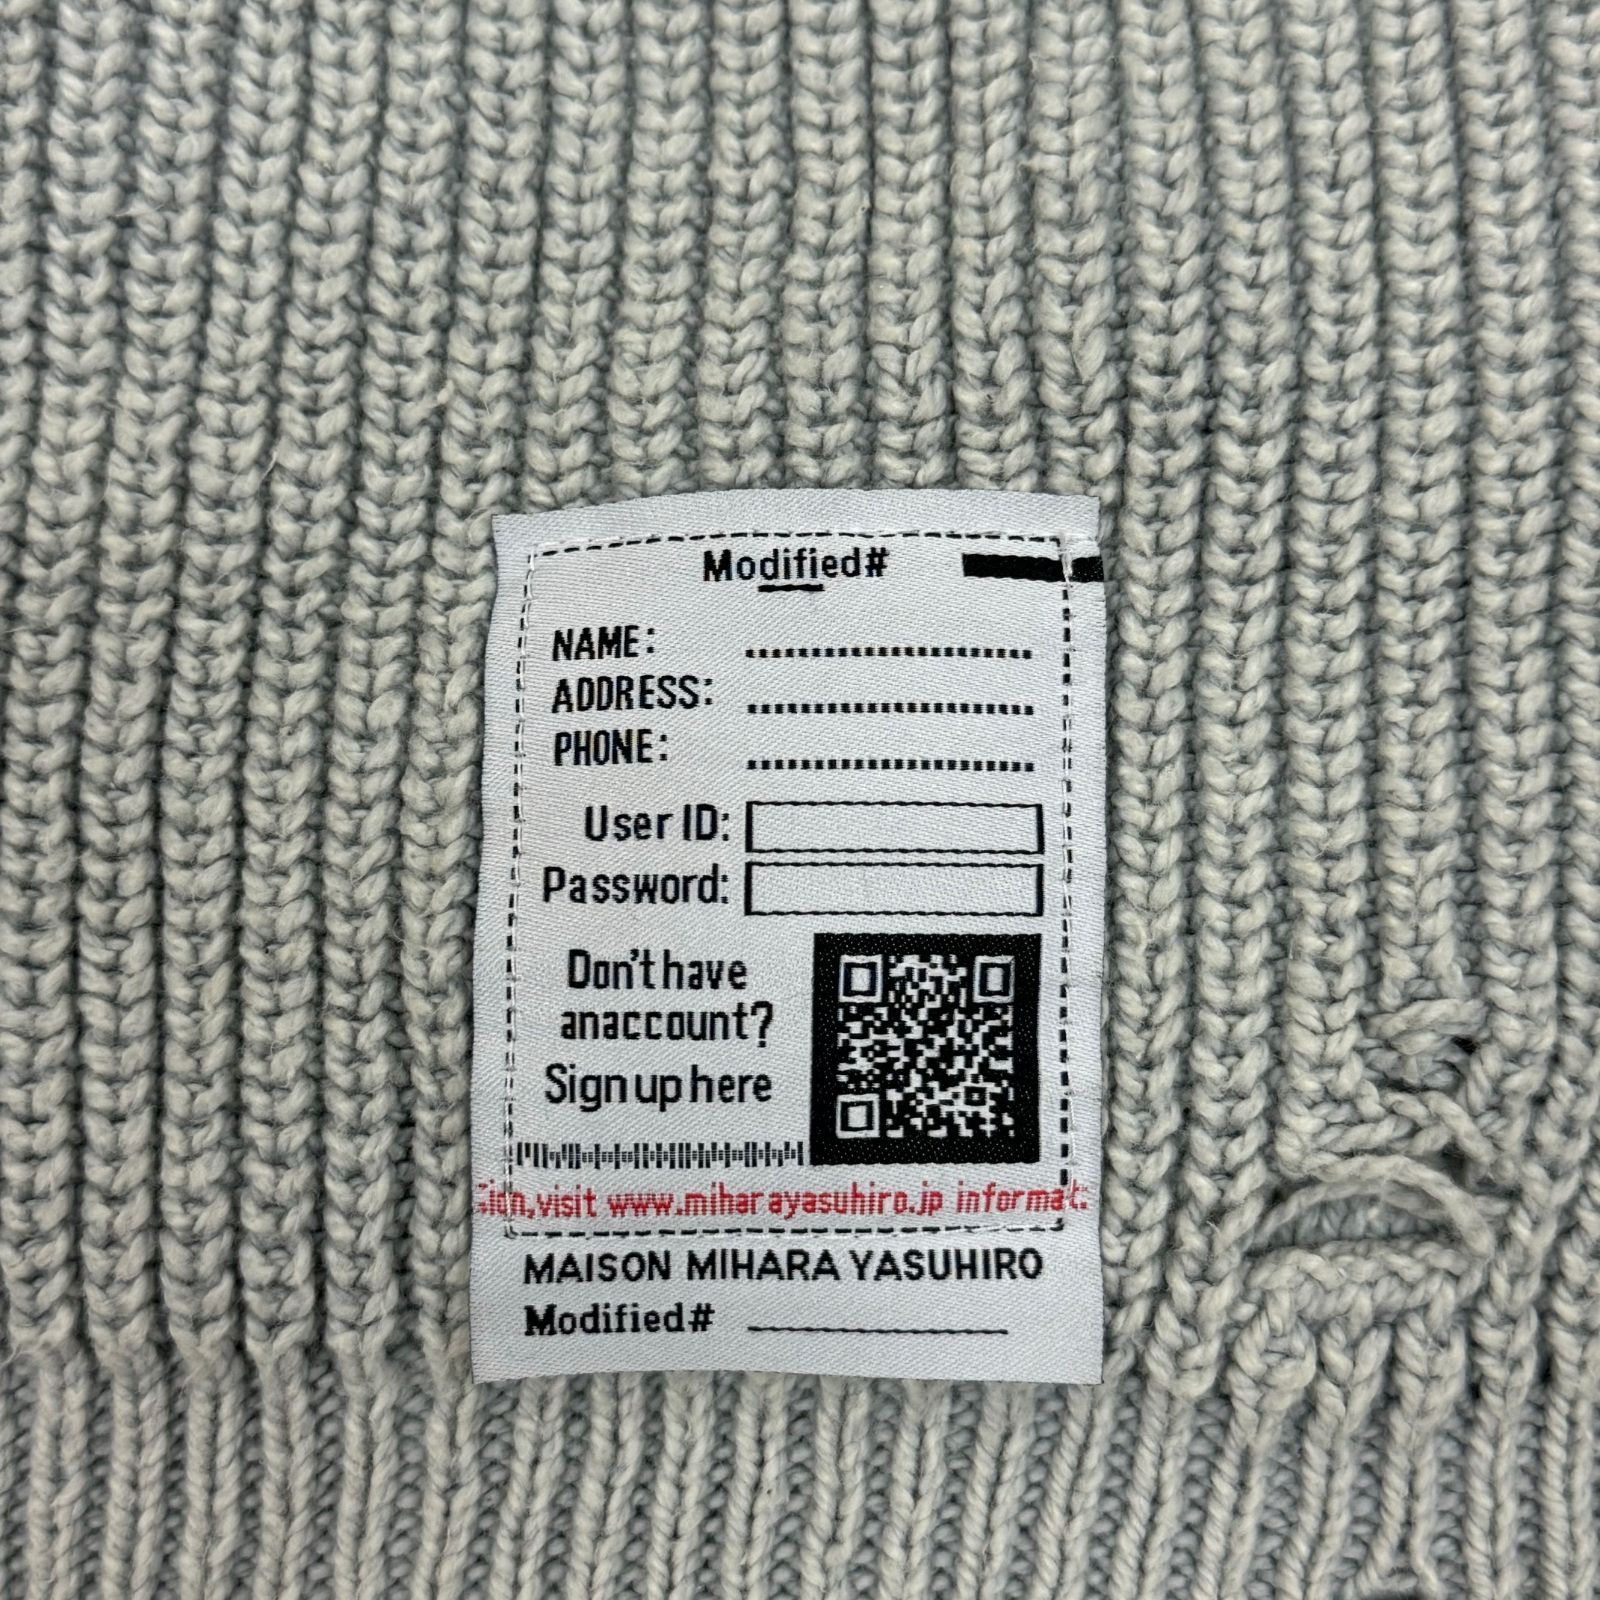 Modified#
NAME:
ADDRESS:
PHONE:
User ID:
Password:
Don't have
anaccount?
Sign up here
visit www.miharayasuhiro.jp informat:
MAISON MIHARA YASUHIRO
Modified#